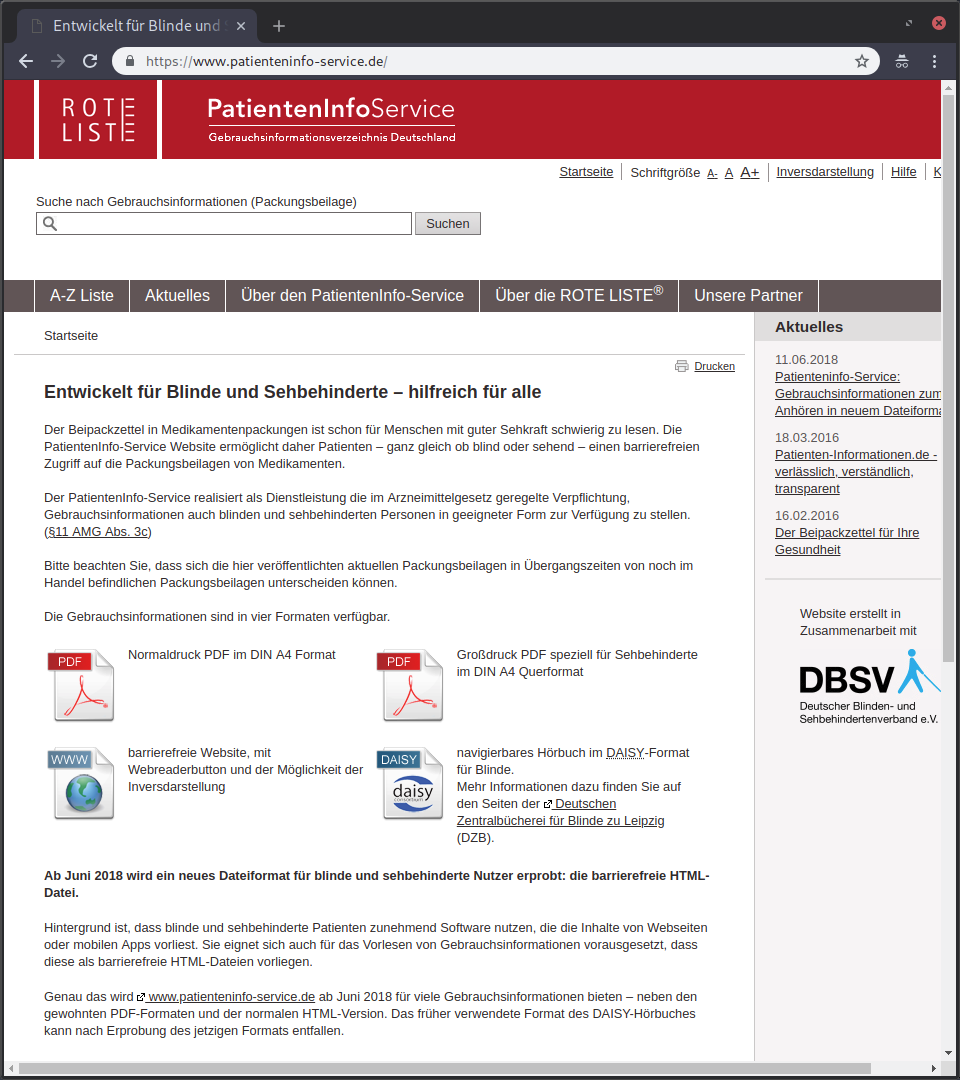 Entwickelt für Blinde und
https://www.patienteninfo-service.de/
ROTE
LISTE
PatientenInfoService
Gebrauchsinformationsverzeichnis Deutschland
Startseite Schriftgröße A- A A+ Inversdarstellung Hilfe K
Suche nach Gebrauchsinformationen (Packungsbeilage)
Suchen
A-Z Liste Aktuelles Über den PatientenInfo-Service Über die ROTE LISTE® Unsere Partner
Startseite
Drucken
Entwickelt für Blinde und Sehbehinderte – hilfreich für alle
Der Beipackzettel in Medikamentenpackungen ist schon für Menschen mit guter Sehkraft schwierig zu lesen. Die
PatientenInfo-Service Website ermöglicht daher Patienten – ganz gleich ob blind oder sehend – einen barrierefreien
Zugriff auf die Packungsbeilagen von Medikamenten.
Der PatientenInfo-Service realisiert als Dienstleistung die im Arzneimittelgesetz geregelte Verpflichtung,
Gebrauchsinformationen auch blinden und sehbehinderten Personen in geeigneter Form zur Verfügung zu stellen.
(§11 AMG Abs. 3c)
Bitte beachten Sie, dass sich die hier veröffentlichten aktuellen Packungsbeilagen in Übergangszeiten von noch im
Handel befindlichen Packungsbeilagen unterscheiden können.
Die Gebrauchsinformationen sind in vier Formaten verfügbar.
PDF
Normaldruck PDF im DIN A4 Format
PDF
Großdruck PDF speziell für Sehbehinderte
im DIN A4 Querformat
WWW
barrierefreie Website, mit
Webreaderbutton und der Möglichkeit der
Inversdarstellung
DAISY
daisy
consortium
navigierbares Hörbuch im DAISY-Format
für Blinde.
Mehr Informationen dazu finden Sie auf
den Seiten der Deutschen
Zentralbücherei für Blinde zu Leipzig
(DZB).
Ab Juni 2018 wird ein neues Dateiformat für blinde und sehbehinderte Nutzer erprobt: die barrierefreie HTML-
Datei.
Hintergrund ist, dass blinde und sehbehinderte Patienten zunehmend Software nutzen, die die Inhalte von Webseiten
oder mobilen Apps vorliest. Sie eignet sich auch für das Vorlesen von Gebrauchsinformationen vorausgesetzt, dass
diese als barrierefreie HTML-Dateien vorliegen.
Genau das wird www.patienteninfo-service.de ab Juni 2018 für viele Gebrauchsinformationen bieten – neben den
gewohnten PDF-Formaten und der normalen HTML-Version. Das früher verwendete Format des DAISY-Hörbuches
kann nach Erprobung des jetzigen Formats entfallen.
Aktuelles
11.06.2018
Patienteninfo-Service:
Gebrauchsinformationen zum
Anhören in neuem Dateiforma
18.03.2016
Patienten-Informationen.de -
verlässlich, verständlich,
transparent
16.02.2016
Der Beipackzettel für Ihre
Gesundheit
Website erstellt in
Zusammenarbeit mit
DBSV
Deutscher Blinden- und
Sehbehindertenverband e.V.